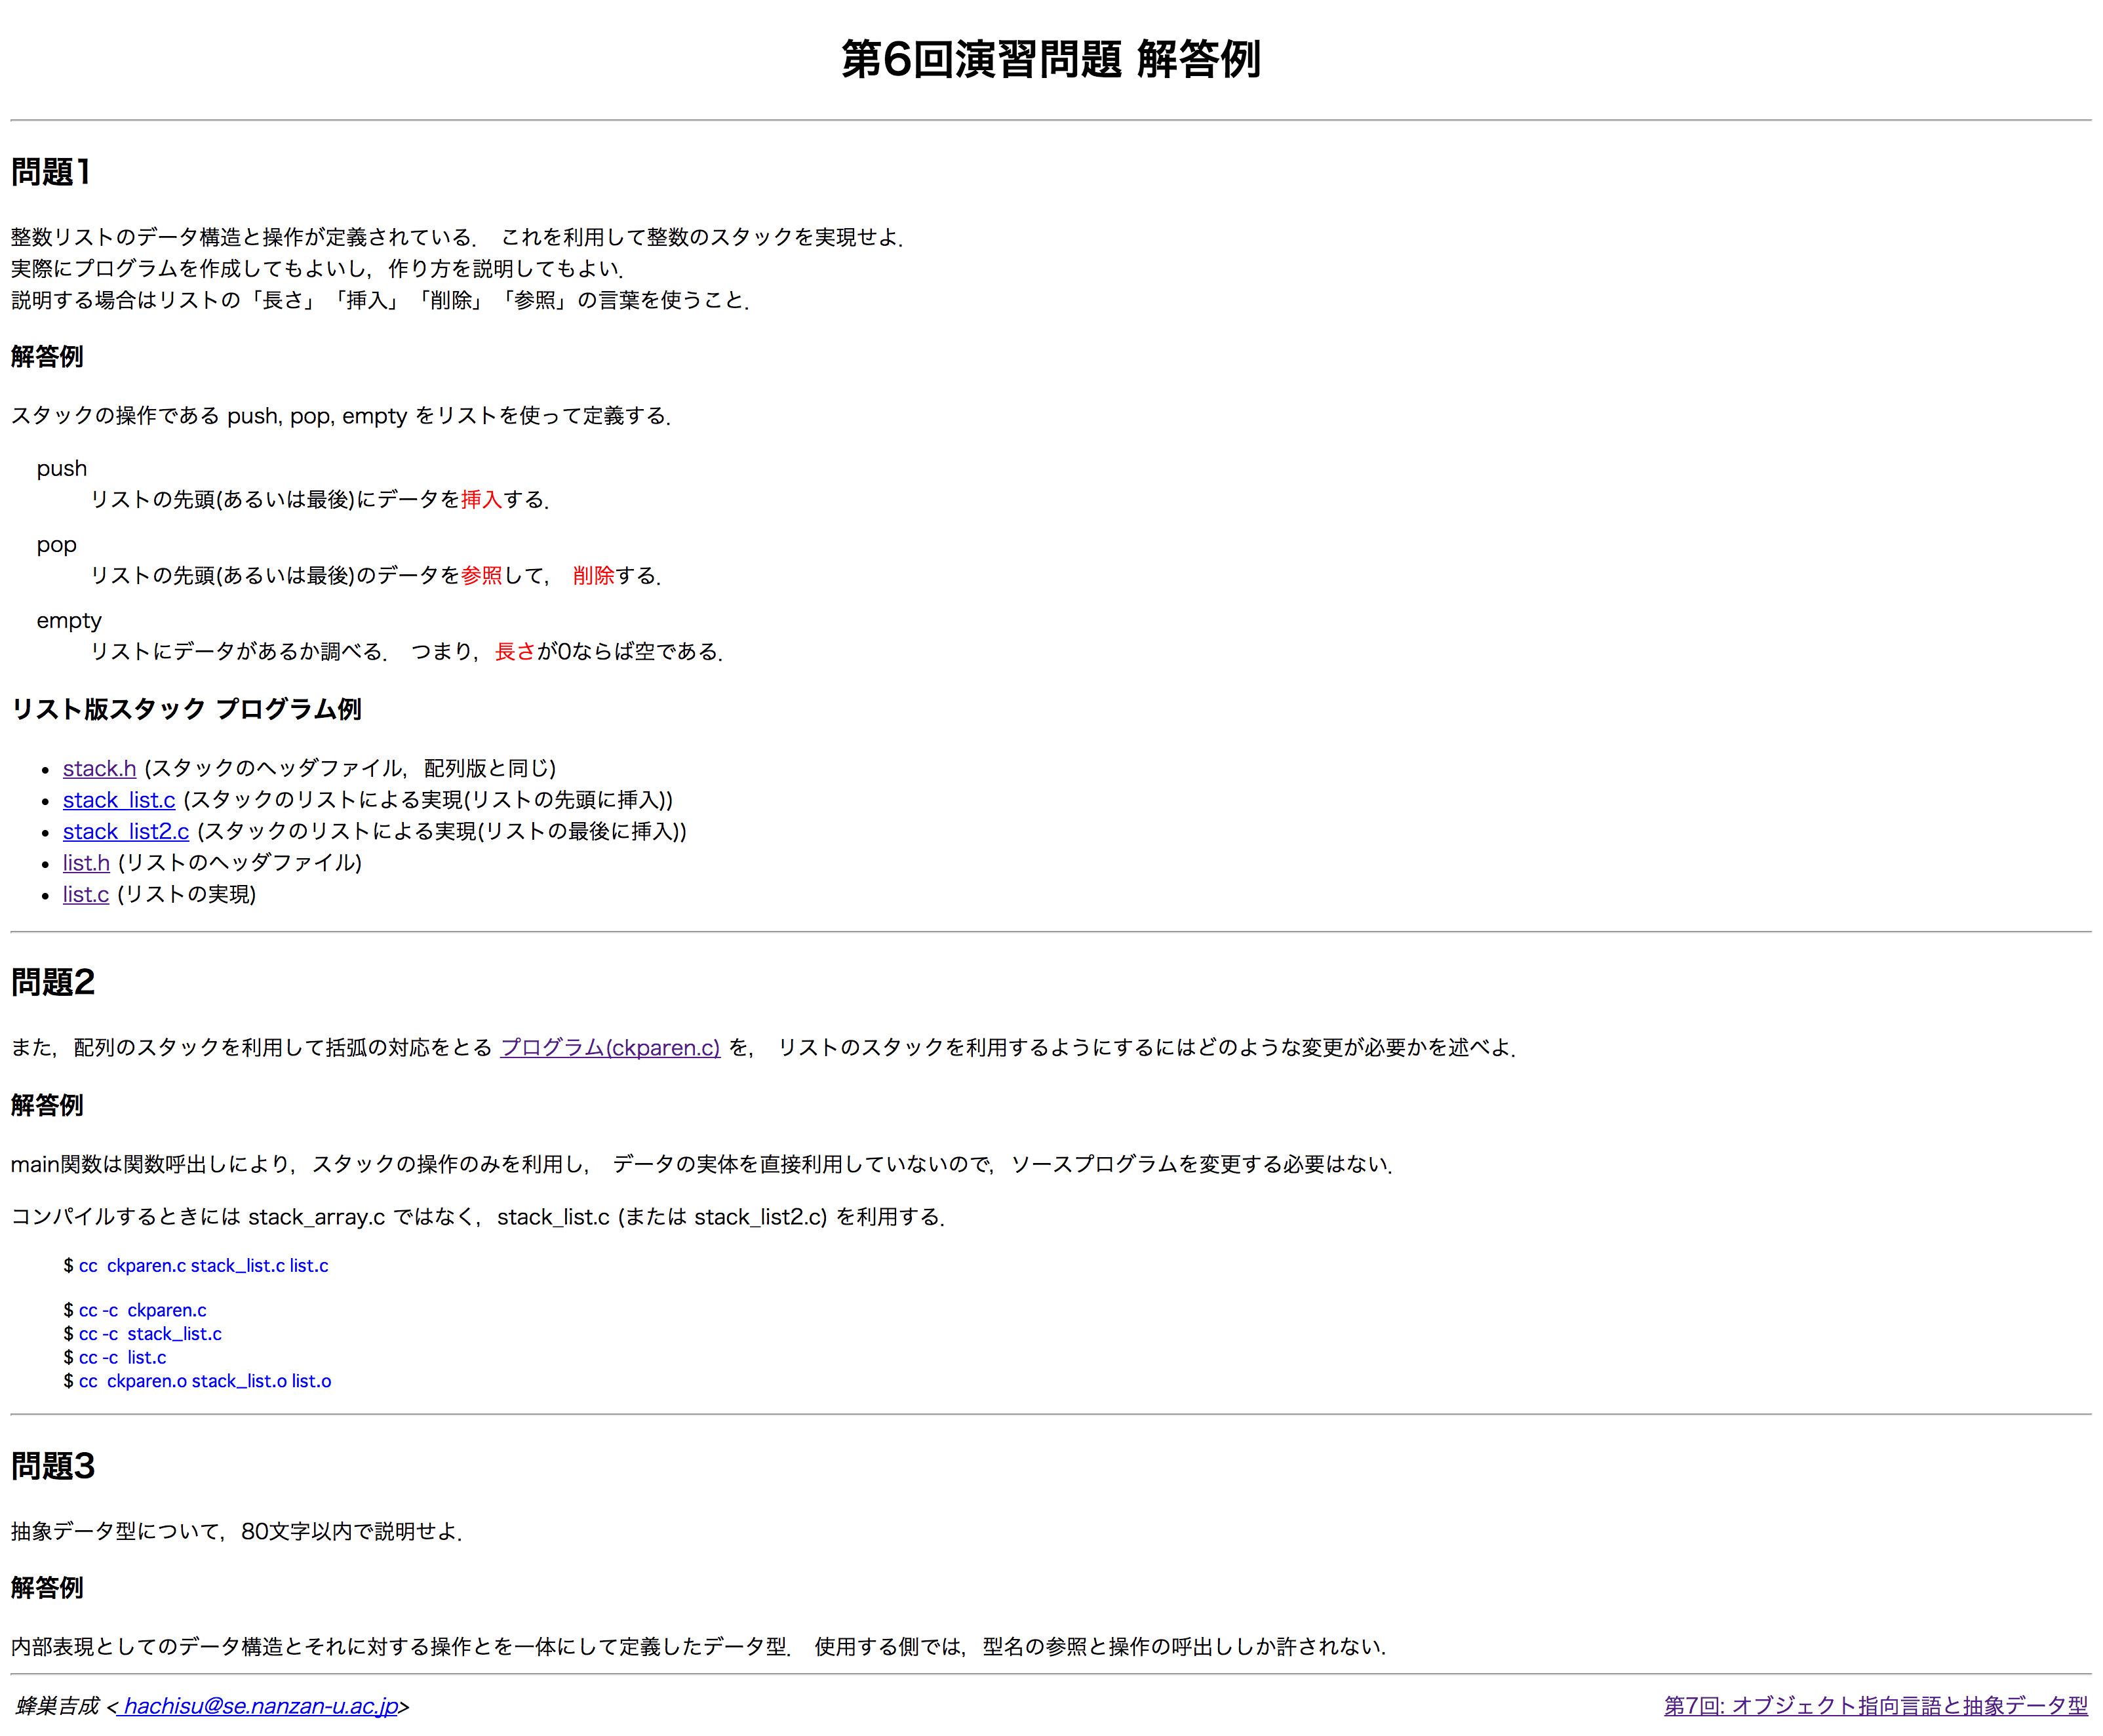 第6回演習問題 解答例
問題1
整数リストのデータ構造と操作が定義されている． これを利用して整数のスタックを実現せよ．
実際にプログラムを作成してもよいし，作り方を説明してもよい．
説明する場合はリストの「長さ」「挿入」「削除」「参照」の言葉を使うこと．
解答例
スタックの操作である push, pop, empty をリストを使って定義する．
push
リストの先頭(あるいは最後)にデータを挿入する．
pop
リストの先頭(あるいは最後)のデータを参照して， 削除する．
empty
リストにデータがあるか調べる． つまり，長さが0ならば空である．
リスト版スタック プログラム例
• stack.h (スタックのヘッダファイル，配列版と同じ)
• stack_list.c (スタックのリストによる実現(リストの先頭に挿入))
• stack_list2.c (スタックのリストによる実現(リストの最後に挿入))
• list.h (リストのヘッダファイル)
• list.c (リストの実現)
問題2
また，配列のスタックを利用して括弧の対応をとる プログラム(ckparen.c) を， リストのスタックを利用するようにするにはどのような変更が必要かを述べよ．
解答例
main関数は関数呼出しにより，スタックの操作のみを利用し， データの実体を直接利用していないので，ソースプログラムを変更する必要はない．
コンパイルするときには stack_array.c ではなく，stack_list.c (または stack_list2.c) を利用する．
$ cc  ckparen.c stack_list.c list.c
$ cc -c  ckparen.c
$ cc -c  stack_list.c
$ cc -c  list.c
$ cc  ckparen.o stack_list.o list.o
問題3
抽象データ型について，80文字以内で説明せよ．
解答例
内部表現としてのデータ構造とそれに対する操作とを一体にして定義したデータ型． 使用する側では，型名の参照と操作の呼出ししか許されない．
蜂巣吉成 < hachisu@se.nanzan-u.ac.jp>
第7回: オブジェクト指向言語と抽象データ型